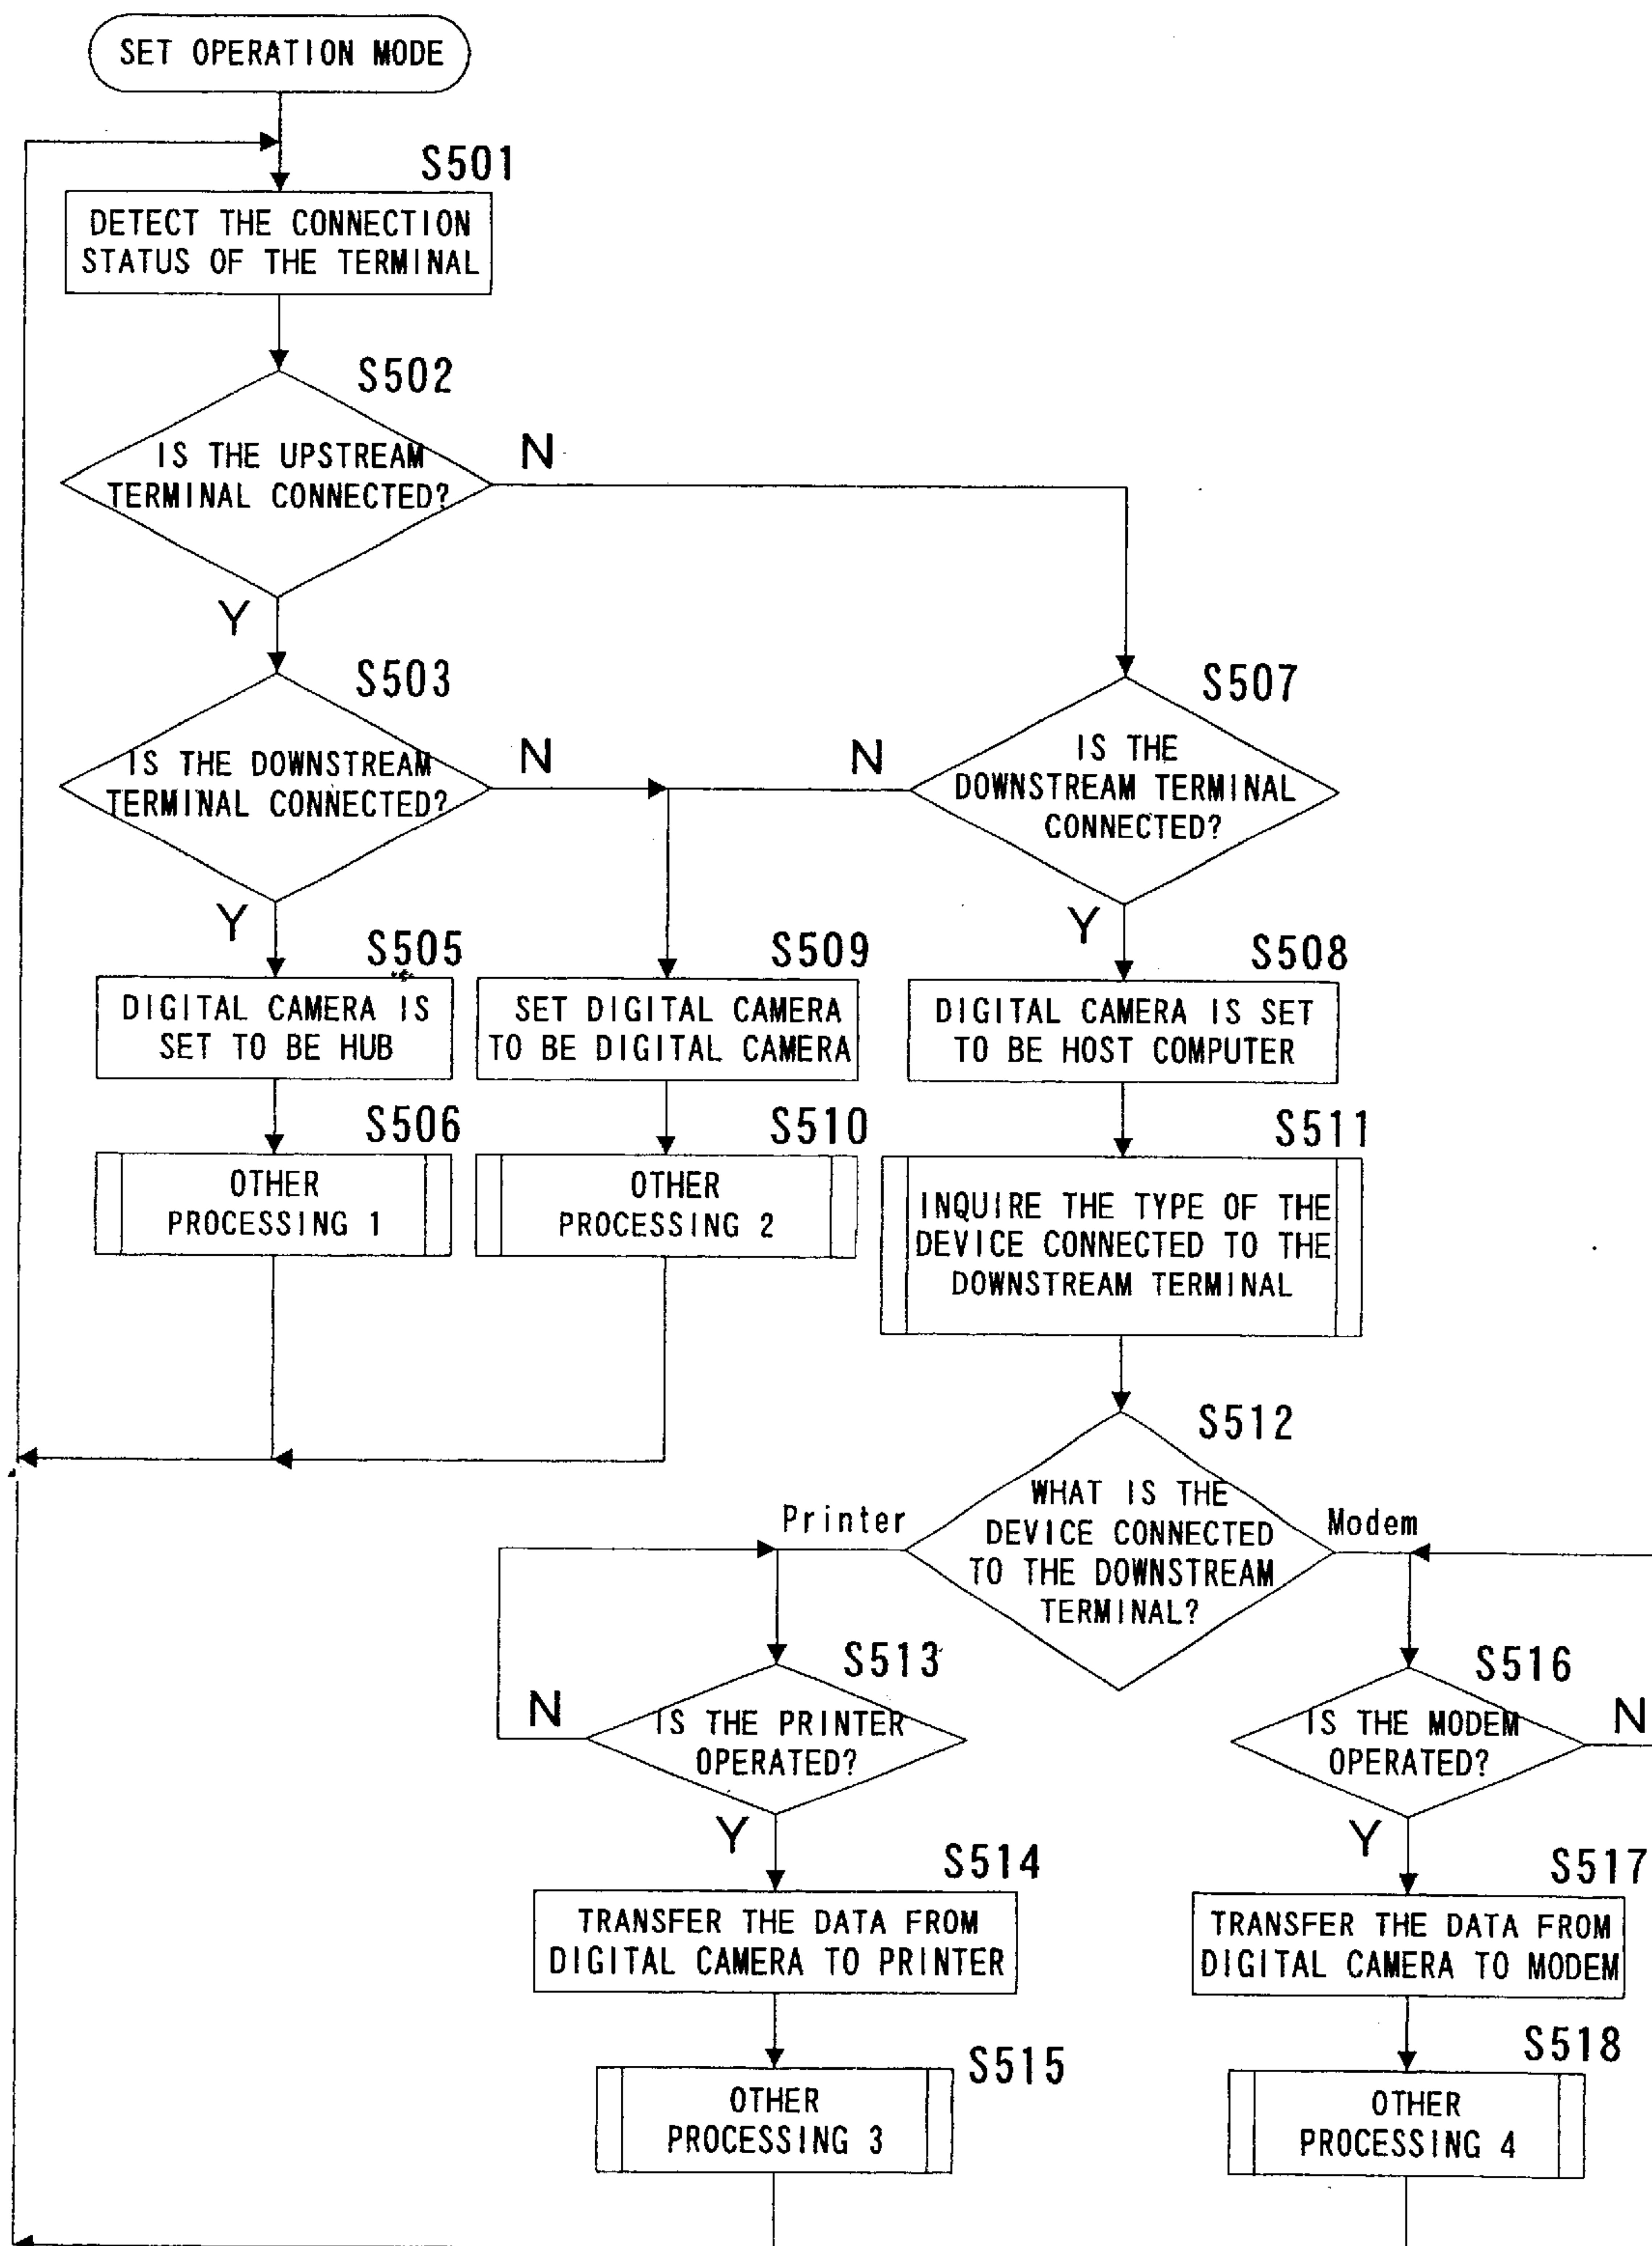 SET OPERATION MODE
S501
DETECT THE CONNECTION
STATUS OF THE TERMINAL
S502
IS THE UPSTREAM
TERMINAL CONNECTED?
N
Y
S503
IS THE DOWNSTREAM
TERMINAL CONNECTED?
N
Y
S507
IS THE
DOWNSTREAM TERMINAL
CONNECTED?
N
Y
S505
DIGITAL CAMERA IS
SET TO BE HUB
S509
SET DIGITAL CAMERA
TO BE DIGITAL CAMERA
S508
DIGITAL CAMERA IS SET
TO BE HOST COMPUTER
S506
OTHER
PROCESSING 1
S510
OTHER
PROCESSING 2
S511
INQUIRE THE TYPE OF THE
DEVICE CONNECTED TO THE
DOWNSTREAM TERMINAL
S512
WHAT IS THE
DEVICE CONNECTED
TO THE DOWNSTREAM
TERMINAL?
Printer
Modem
S513
IS THE PRINTER
OPERATED?
N
Y
S516
IS THE MODEM
OPERATED?
N
Y
S514
TRANSFER THE DATA FROM
DIGITAL CAMERA TO PRINTER
S517
TRANSFER THE DATA FROM
DIGITAL CAMERA TO MODEM
S515
OTHER
PROCESSING 3
S518
OTHER
PROCESSING 4